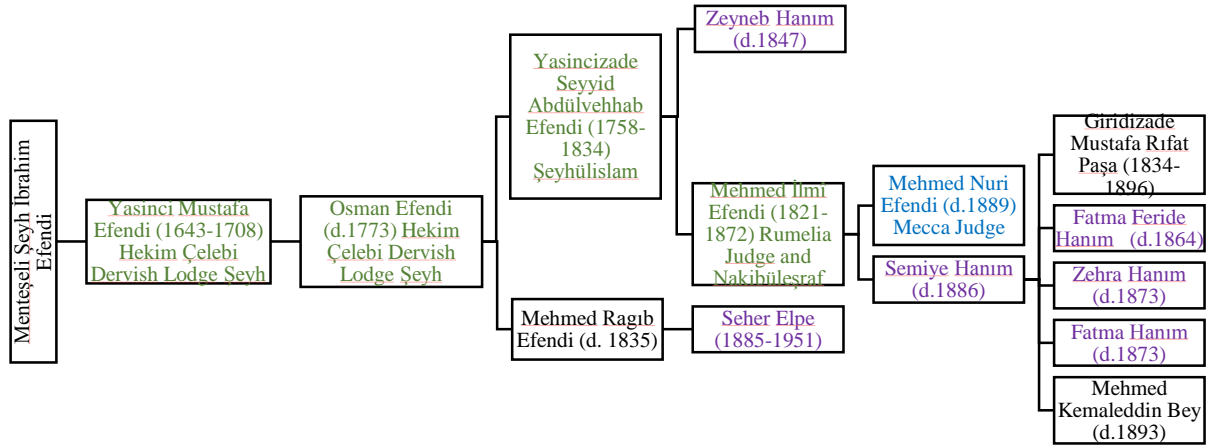 Menteşeli Şeyh İbrahim
Efendi
Yasinci Mustafa
Efendi (1643-1708)
Hekim Çelebi
Dervish Lodge Şeyh
Osman Efendi
(d.1773) Hekim
Çelebi Dervish
Lodge Şeyh
Yasincizade
Seyyid
Abdülvehhab
Efendi (1758-
1834)
Şeyhülislam
Mehmed Ragıb
Efendi (d. 1835)
Zeyneb Hanım
(d.1847)
Mehmed İlmi
Efendi (1821-
1872) Rumelia
Judge and
Nakibüleşraf
Seher Elpe
(1885-1951)
Mehmed Nuri
Efendi (d.1889)
Mecca Judge
Semiye Hanım
(d.1886)
Giridizade
Mustafa Rıfat
Paşa (1834-
1896)
Fatma Feride
Hanım (d.1864)
Zehra Hanım
(d.1873)
Fatma Hanım
(d.1873)
Mehmed
Kemaleddin Bey
(d.1893)